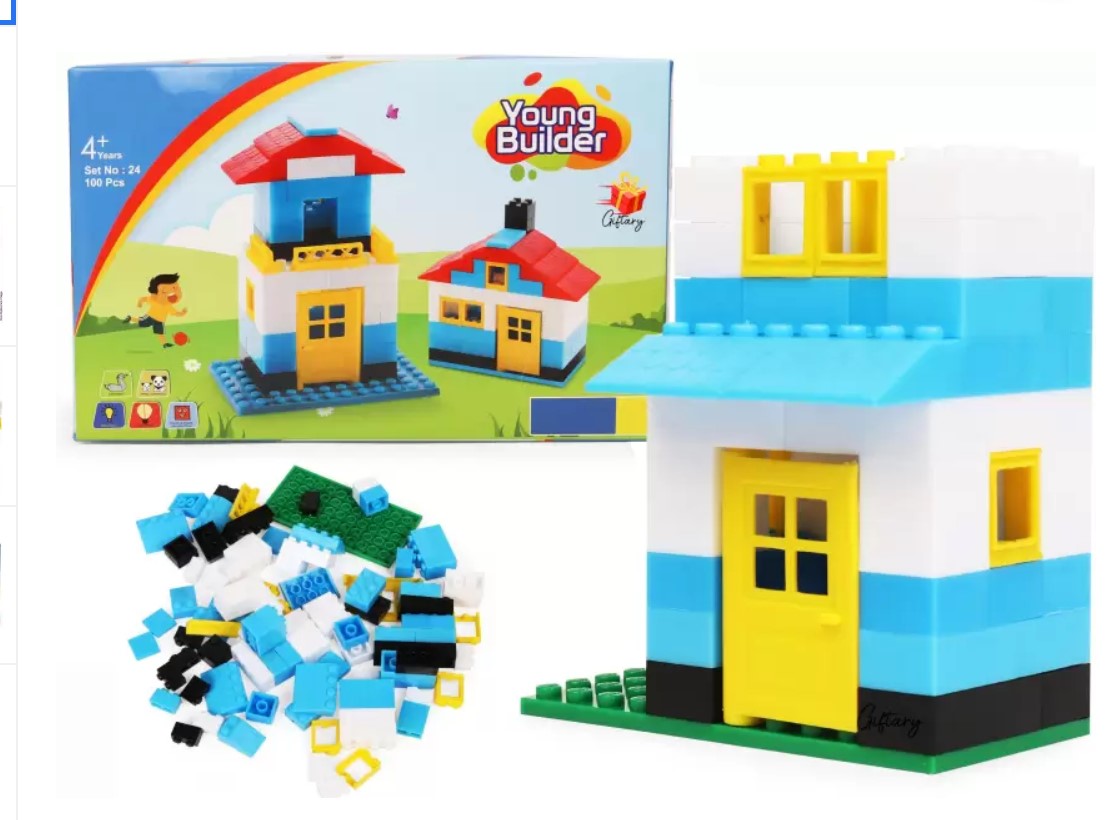 4+
Years
Set No : 24
100 Pcs
Young
Builder
Giftary
Giftary